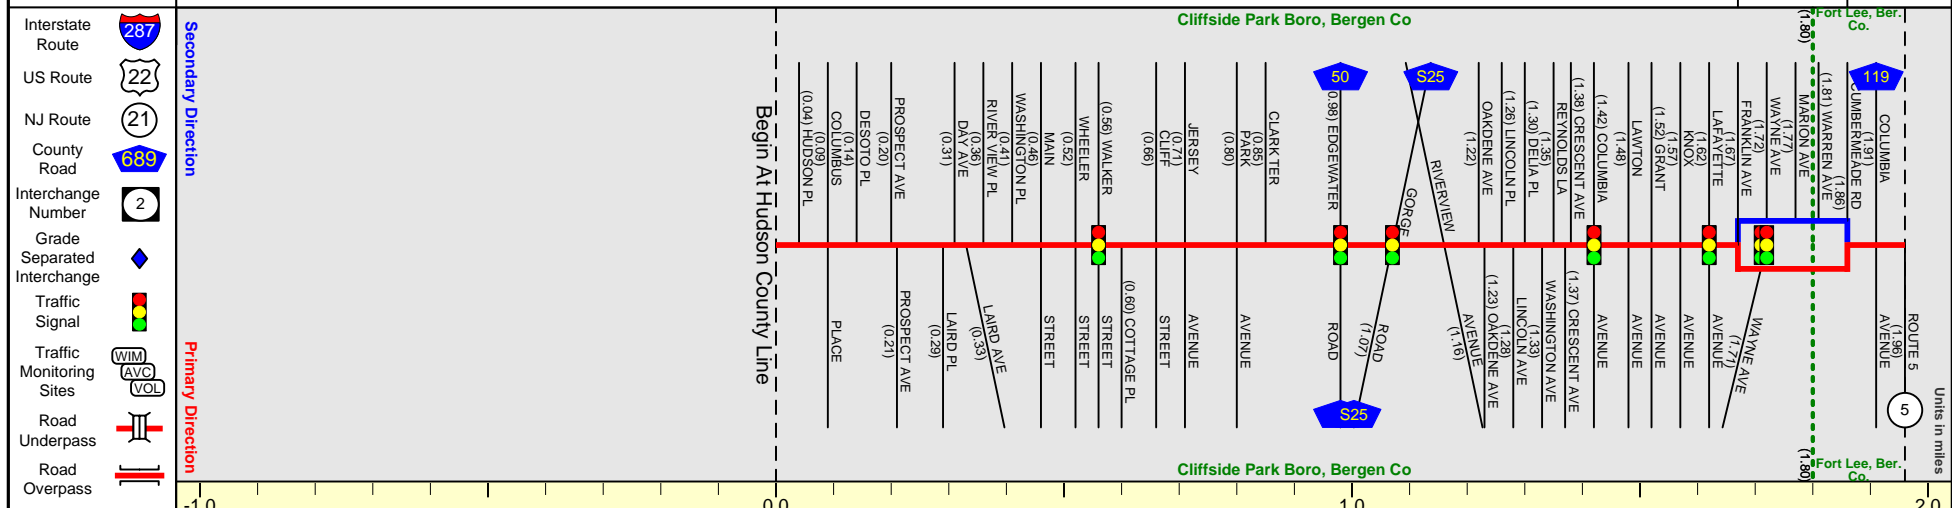 Interstate
Route
287
US Route
22
NJ Route
21
County
Road
689
Interchange
Number
2
Grade
Separated
Interchange
Traffic
Signal
Traffic
Monitoring
Sites
WIM
AVC
VOL
Road
Underpass
Road
Overpass
Secondary Direction
Primary Direction
Cliffside Park Boro, Bergen Co
(1.80)
Fort Lee, Ber.
Co.
Begin At Hudson County Line
(0.04) HUDSON PL
(0.09)
COLUMBUS
(0.14)
DESOTO PL
(0.20)
PROSPECT AVE
(0.31)
DAY AVE
(0.36)
RIVER VIEW PL
(0.41)
WASHINGTON PL
(0.46)
MAIN
(0.52)
WHEELER
(0.56) WALKER
(0.66)
CLIFF
(0.71)
JERSEY
(0.80)
PARK
(0.85)
CLARK TER
50
0.98) EDGEWATER
S25
GORGE
RIVERVIEW
(1.22)
OAKDENE AVE
(1.26) LINCOLN PL
(1.30) DELIA PL
(1.35)
REYNOLDS LA
(1.38) CRESCENT AVE
(1.42) COLUMBIA
(1.48)
LAWTON
(1.52) GRANT
(1.57)
KNOX
(1.62)
LAFAYETTE
(1.67)
FRANKLIN AVE
(1.72)
WAYNE AVE
(1.77)
MARION AVE
(1.81) WARREN AVE
(1.86)
CUMBERMEADE RD
119
(1.91)
COLUMBIA
PLACE
(0.21)
PROSPECT AVE
(0.29)
LAIRD PL
(0.33)
LAIRD AVE
STREET
STREET
STREET
(0.60) COTTAGE PL
STREET
AVENUE
AVENUE
ROAD
S25
(1.07)
ROAD
(1.16)
AVENUE
(1.23) OAKDENE AVE
(1.28)
LINCOLN AVE
(1.33)
WASHINGTON AVE
(1.37) CRESCENT AVE
AVENUE
AVENUE
AVENUE
AVENUE
AVENUE
(1.71)
WAYNE AVE
AVENUE
(1.96)
ROUTE 5
5
Units in miles
Cliffside Park Boro, Bergen Co
(1.80)
Fort Lee, Ber.
Co.
-1.0
0.0
1.0
2.0